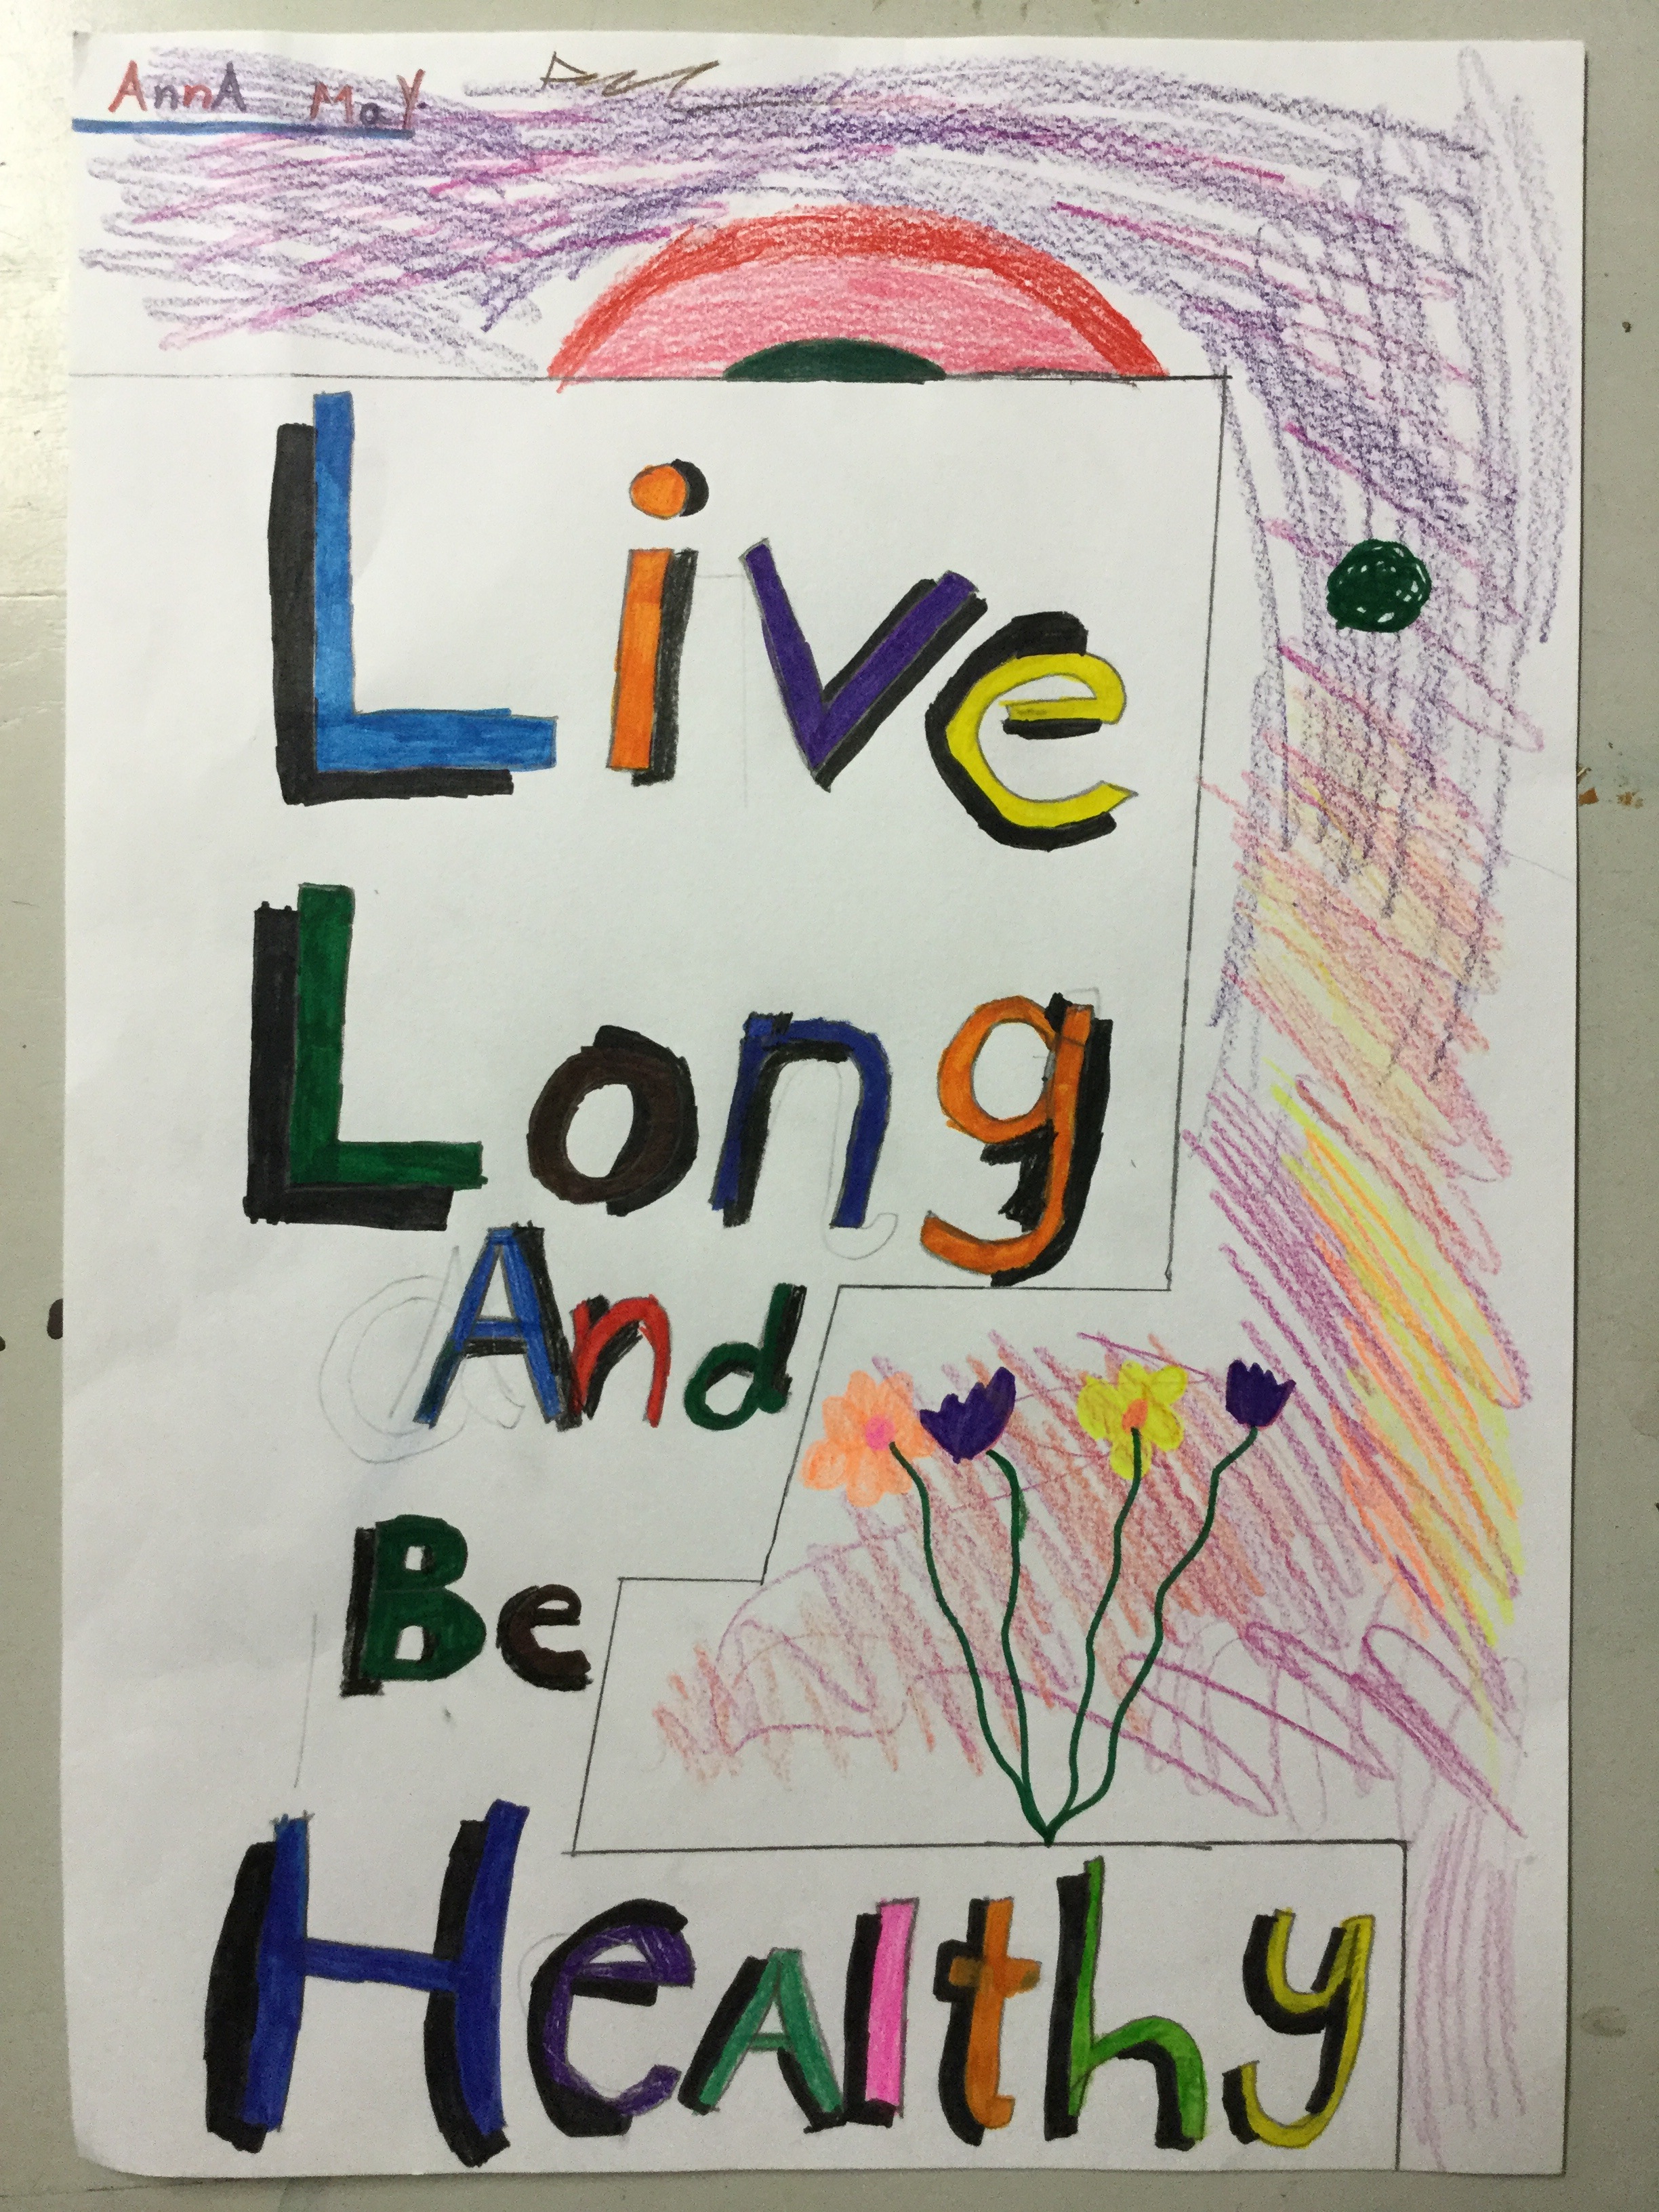 AnnA MaY
Live
Long
And
Be
HeAlthy